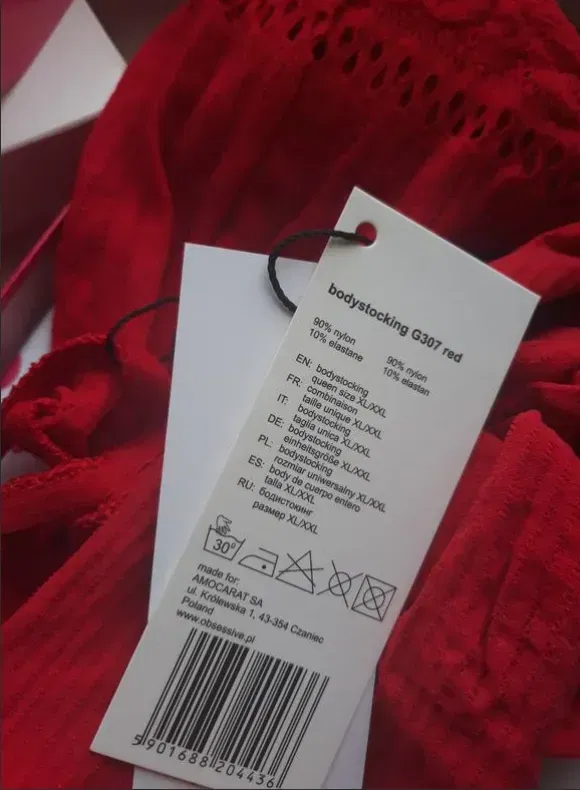 bodystocking G307 red
90% nylon
10% elastane
90% nylon
10% elastan
EN: bodystocking
queen size XL/XXL
FR: combinaison
taille unique XL/XXL
IT: bodystocking
taglia unica XL/XXL
DE: bodystocking
einheitsgröße XL/XXL
PL: bodystocking
rozmiar uniwersalny XL/XXL
ES: body de cuerpo entero
talla XL/XXL
RU: бодистокинг
размер XL/XXL
30°
made for:
AMOCARAT SA
ul. Królewska 1, 43-354 Czaniec
Poland
www.obsessive.pl
5 901688 204436